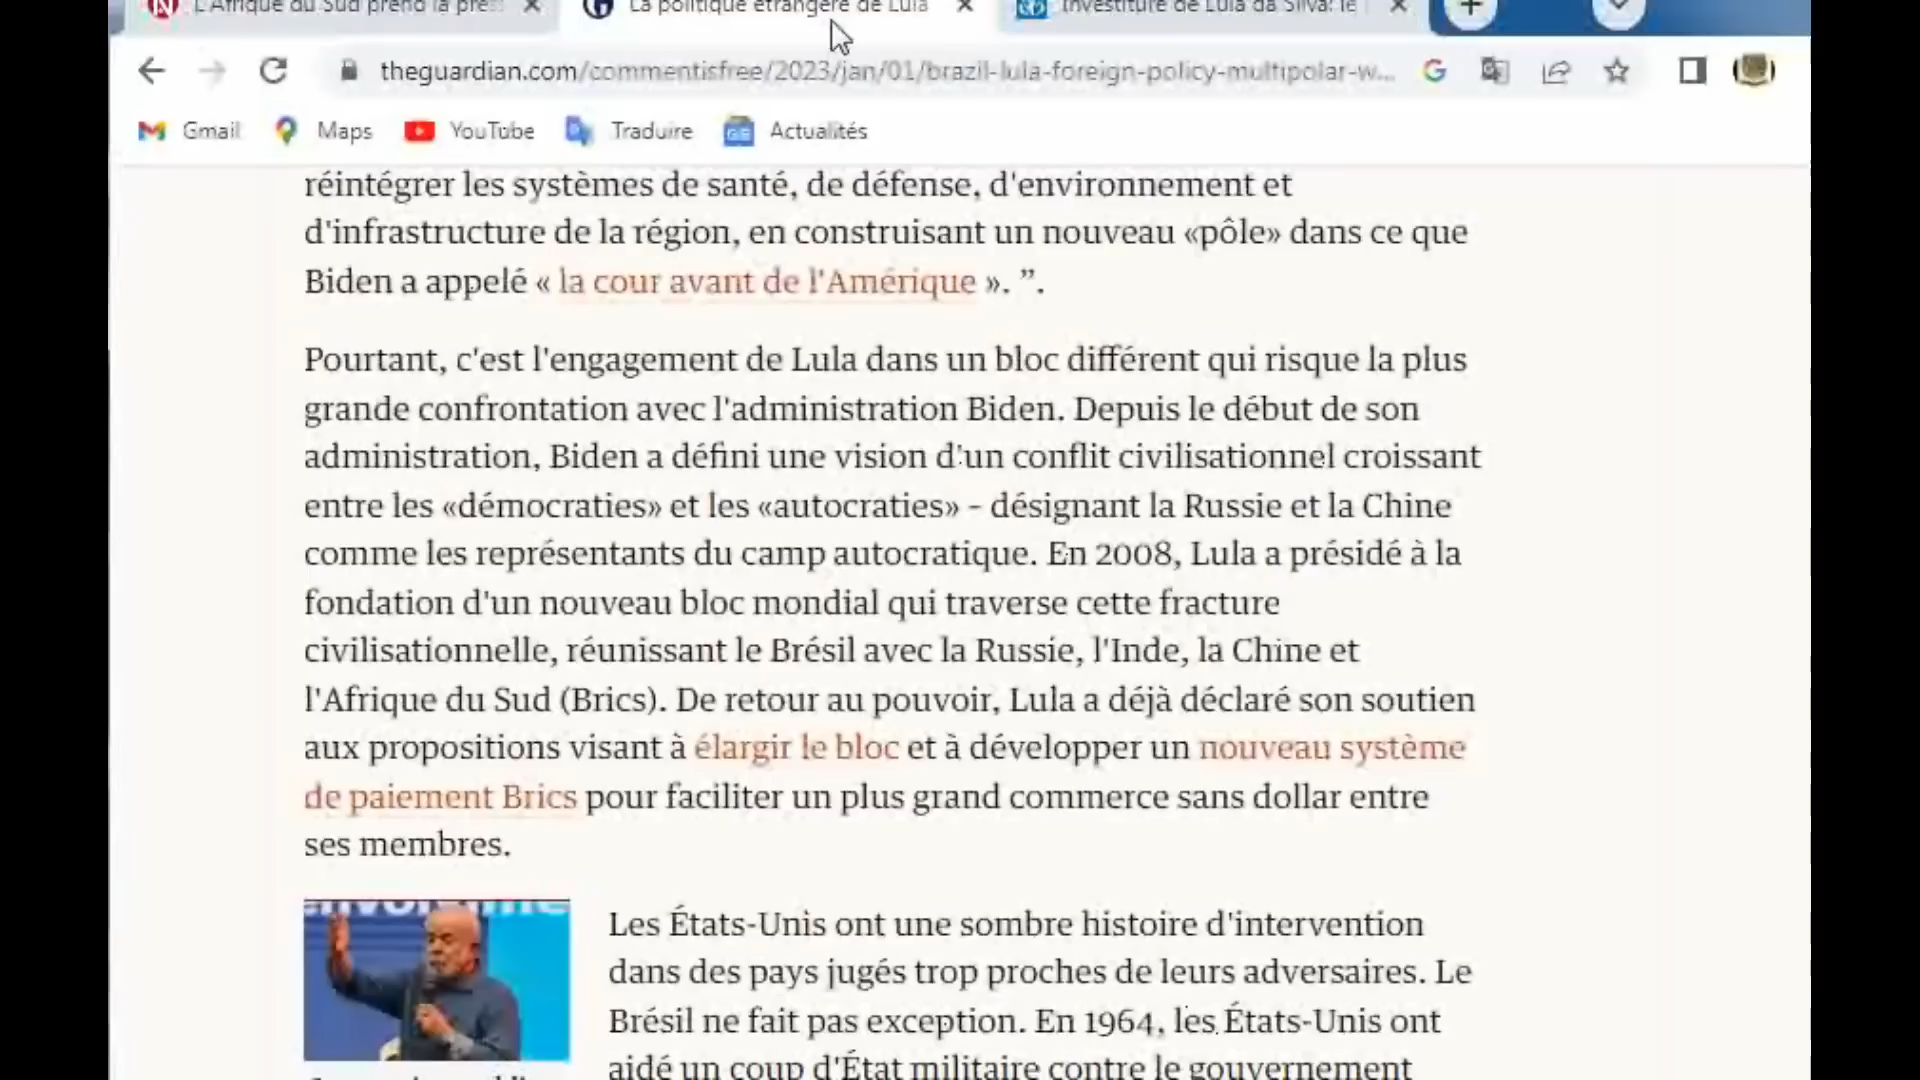 L'Afrique du Sud prend la
La politique étrangère de Lula
Investiture de Lula da Silva: le
theguardian.com/commentisfree/2023/jan/01/brazil-lula-foreign-policy-multipolar-w...
Gmail
Maps
YouTube
Traduire
Actualités
réintégrer les systèmes de santé, de défense, d'environnement et
d'infrastructure de la région, en construisant un nouveau «pôle» dans ce que
Biden a appelé « la cour avant de l'Amérique ». ”.
Pourtant, c'est l'engagement de Lula dans un bloc différent qui risque la plus
grande confrontation avec l'administration Biden. Depuis le début de son
administration, Biden a défini une vision d'un conflit civilisationnel croissant
entre les «démocraties» et les «autocraties» – désignant la Russie et la Chine
comme les représentants du camp autocratique. En 2008, Lula a présidé à la
fondation d'un nouveau bloc mondial qui traverse cette fracture
civilisationnelle, réunissant le Brésil avec la Russie, l'Inde, la Chine et
l'Afrique du Sud (Brics). De retour au pouvoir, Lula a déjà déclaré son soutien
aux propositions visant à élargir le bloc et à développer un nouveau système
de paiement Brics pour faciliter un plus grand commerce sans dollar entre
ses membres.
Les États-Unis ont une sombre histoire d'intervention
dans des pays jugés trop proches de leurs adversaires. Le
Brésil ne fait pas exception. En 1964, les États-Unis ont
aidé un coup d'État militaire contre le gouvernement